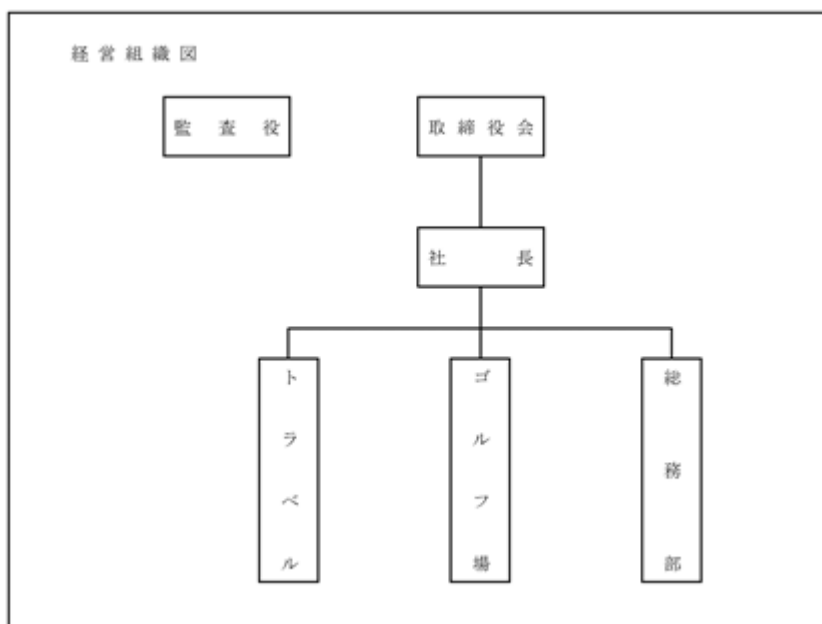 経営組織図
監査役
取締役会
社長
トラベル
ゴルフ場
総務部